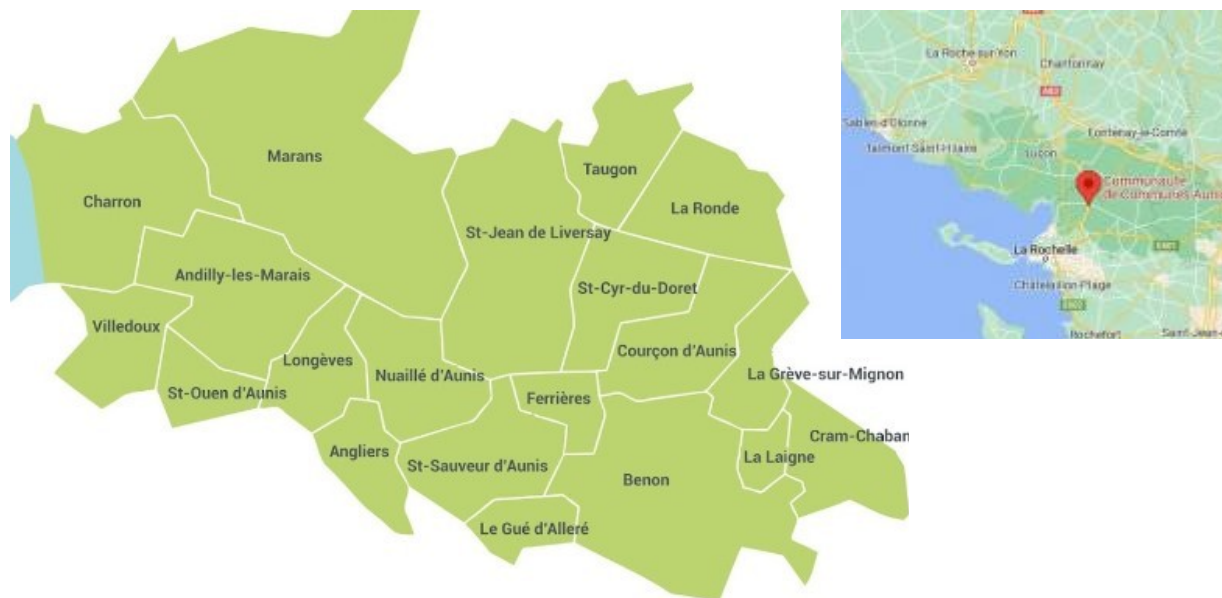 Marans
Charron
Taugon
La Ronde
St-Jean de Liversay
Andilly-les-Marais
St-Cyr-du-Doret
Villedoux
Longèves
Courçon d'Aunis
Nuaillé d'Aunis
La Grève-sur-Mignon
St-Ouen d'Aunis
Ferrières
Cram-Chaban
Angliers
St-Sauveur d'Aunis
La Laigne
Benon
Le Gué d'Alleré
La Roche-sur-Yon
Chantonnay
A83
Sables-d'Olonne
Fontenay-le-Comte
Talmont-Saint-Hilaire
Luçon
Communauté
de Communes Aunis
La Rochelle
Châtelaillon-Plage
Rochefort
Saint-Jean-